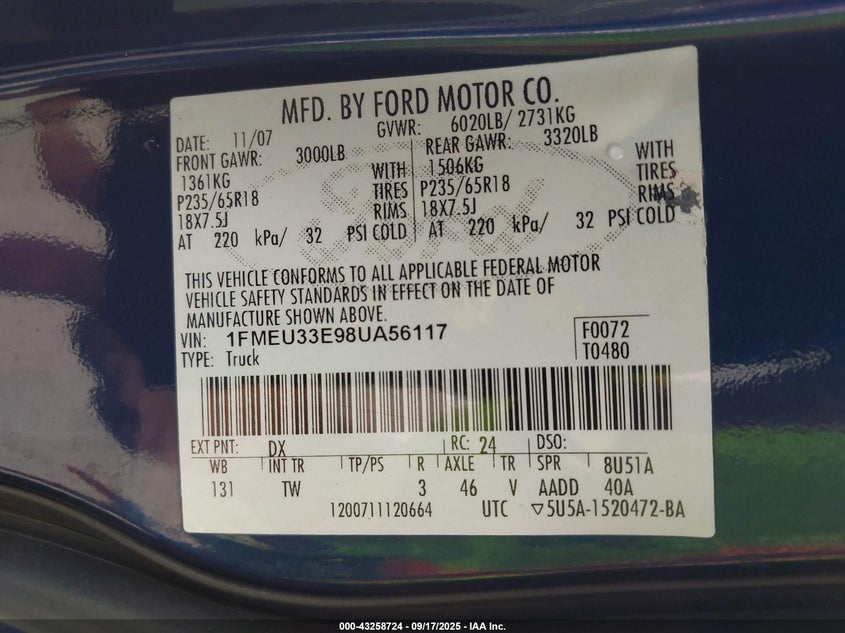 MFD. BY FORD MOTOR CO.
DATE: 11/07 GVWR: 6020LB/ 2731KG
FRONT GAWR: 3000LB REAR GAWR: 3320LB
1361KG WITH 1506KG WITH
P235/65R18 TIRES P235/65R18 TIRES
18X7.5J RIMS 18X7.5J RIMS
AT 220 kPa/ 32 PSI COLD AT 220 kPa/ 32 PSI COLD
Ford
THIS VEHICLE CONFORMS TO ALL APPLICABLE FEDERAL MOTOR
VEHICLE SAFETY STANDARDS IN EFFECT ON THE DATE OF
MANUFACTURE SHOWN ABOVE.
VIN: 1FMEU33E98UA56117 F0072
TYPE: Truck T0480
EXT PNT: DX RC: 24 DSO:
WB INT TR TP/PS R AXLE TR SPR 8U51A
131 TW 3 46 V AADD 40A
1200711120664 UTC ▽5U5A-1520472-BA
000-43258724 - 09/17/2025 - IAA Inc.